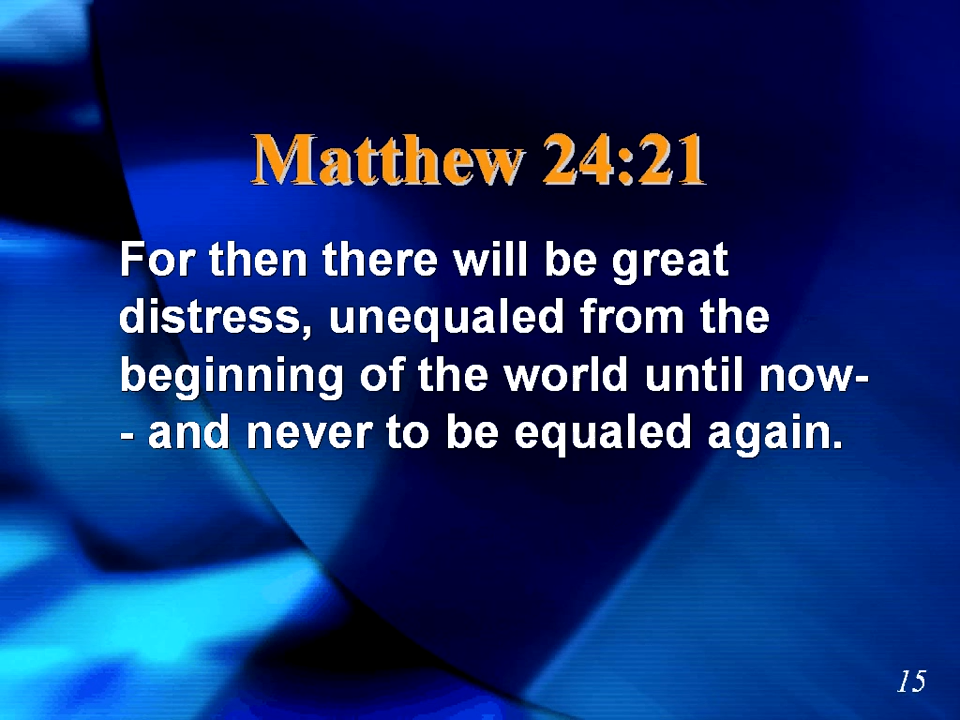 Matthew 24:21
For then there will be great
distress, unequaled from the
beginning of the world until now-
- and never to be equaled again.
15